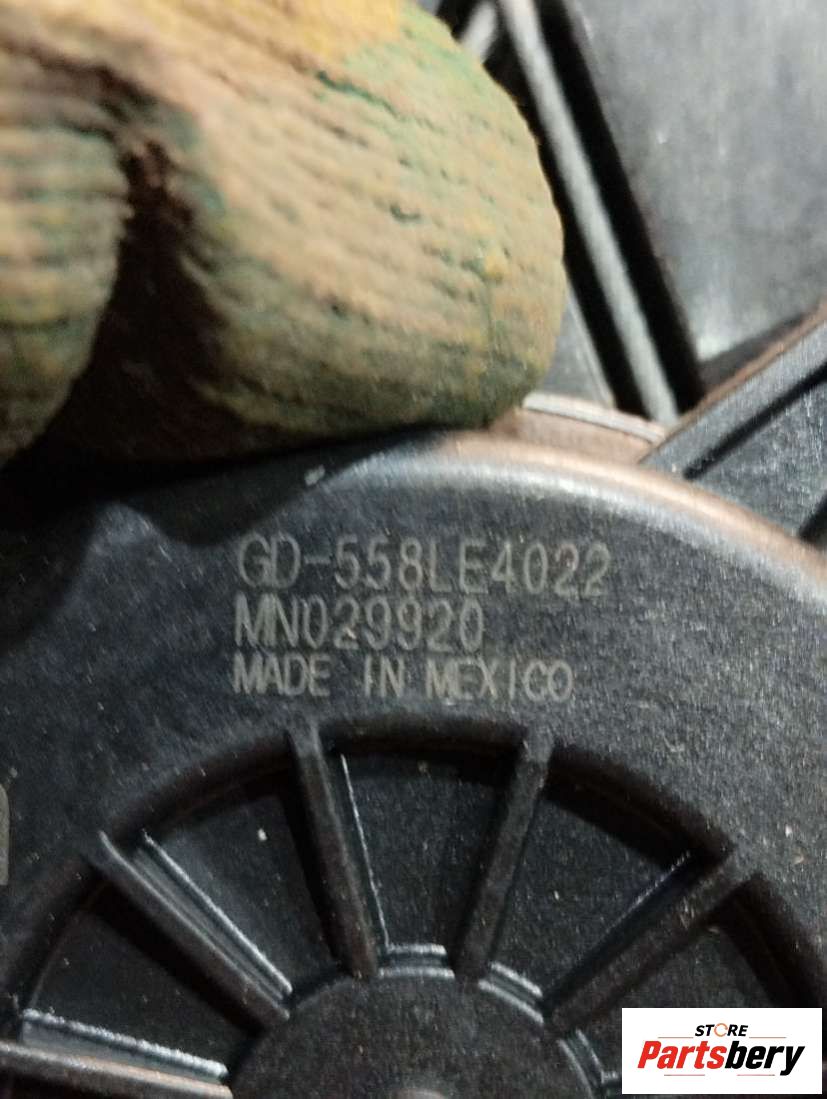 GD-558LE4022
MN029920
MADE IN MEXICO
STORE
Partsbery